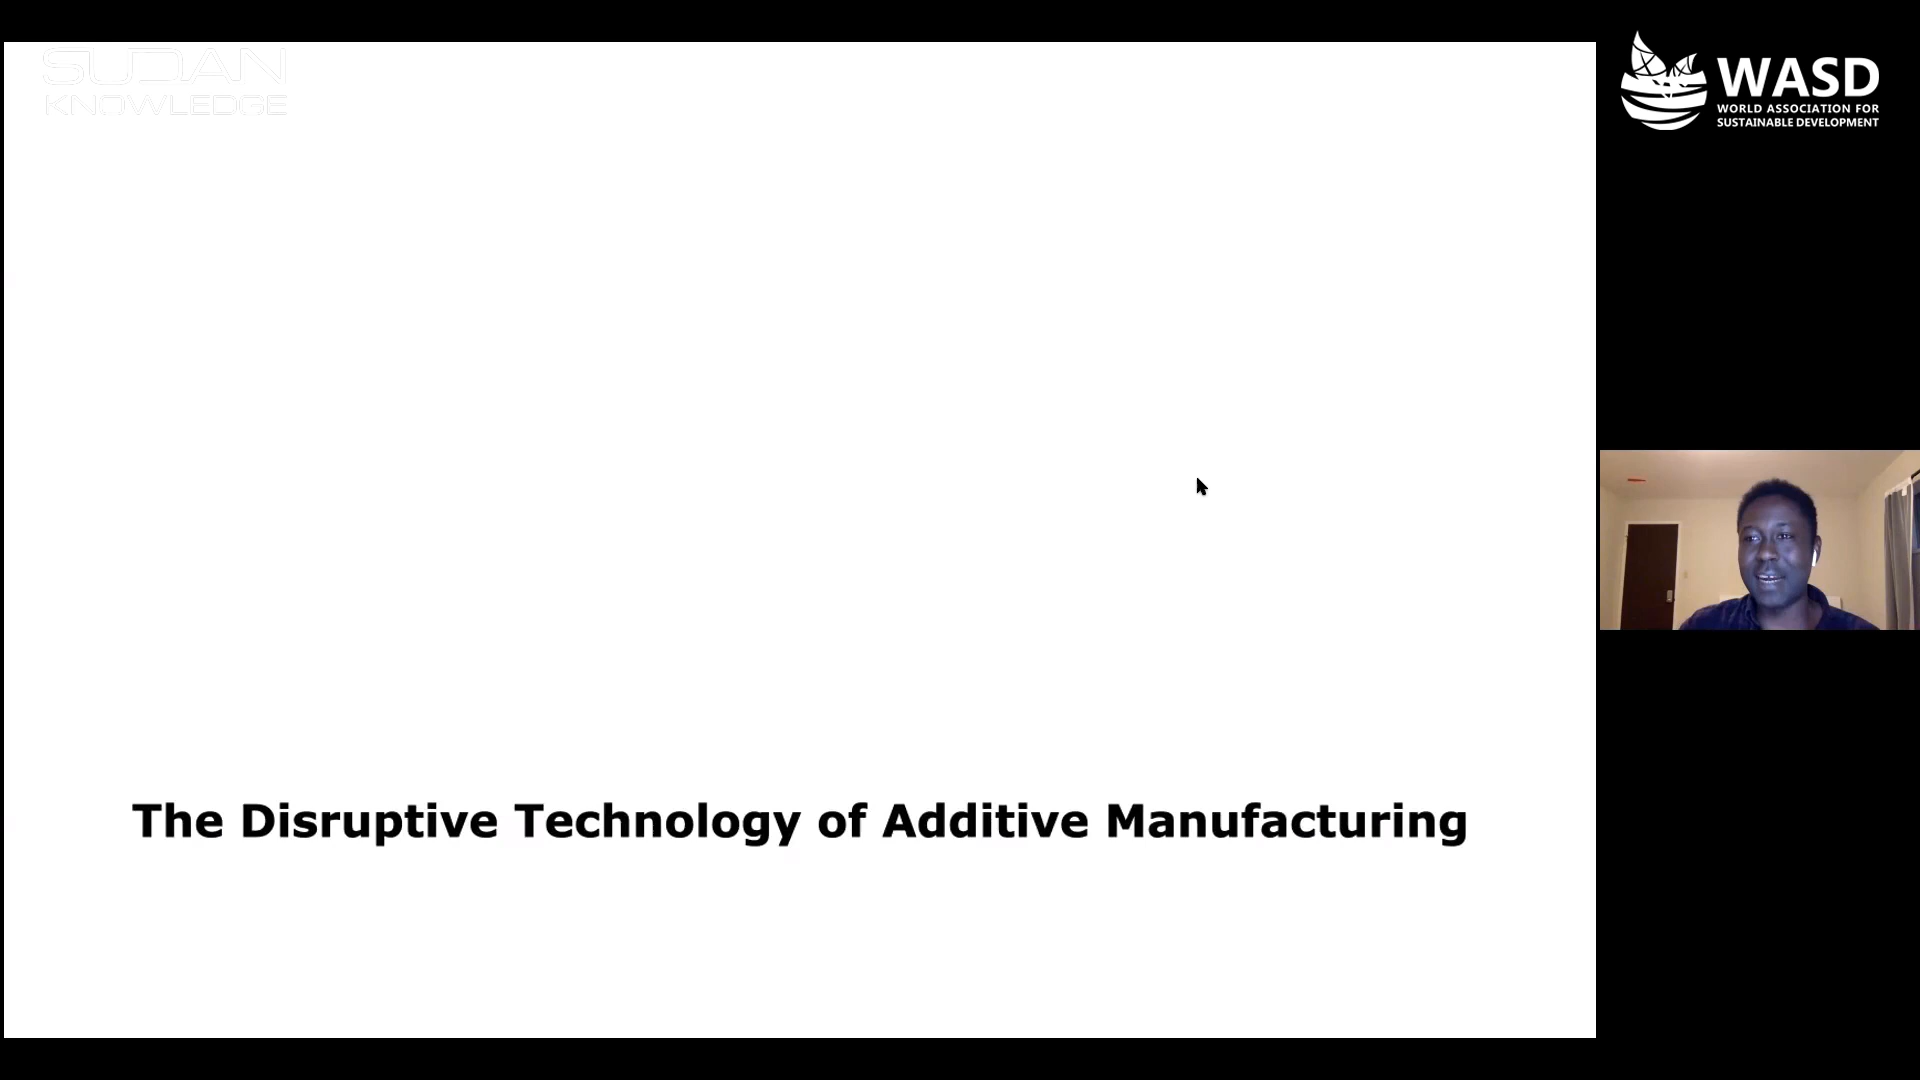 SUDAN
KNOWLEDGE
WASD
WORLD ASSOCIATION FOR
SUSTAINABLE DEVELOPMENT
The Disruptive Technology of Additive Manufacturing